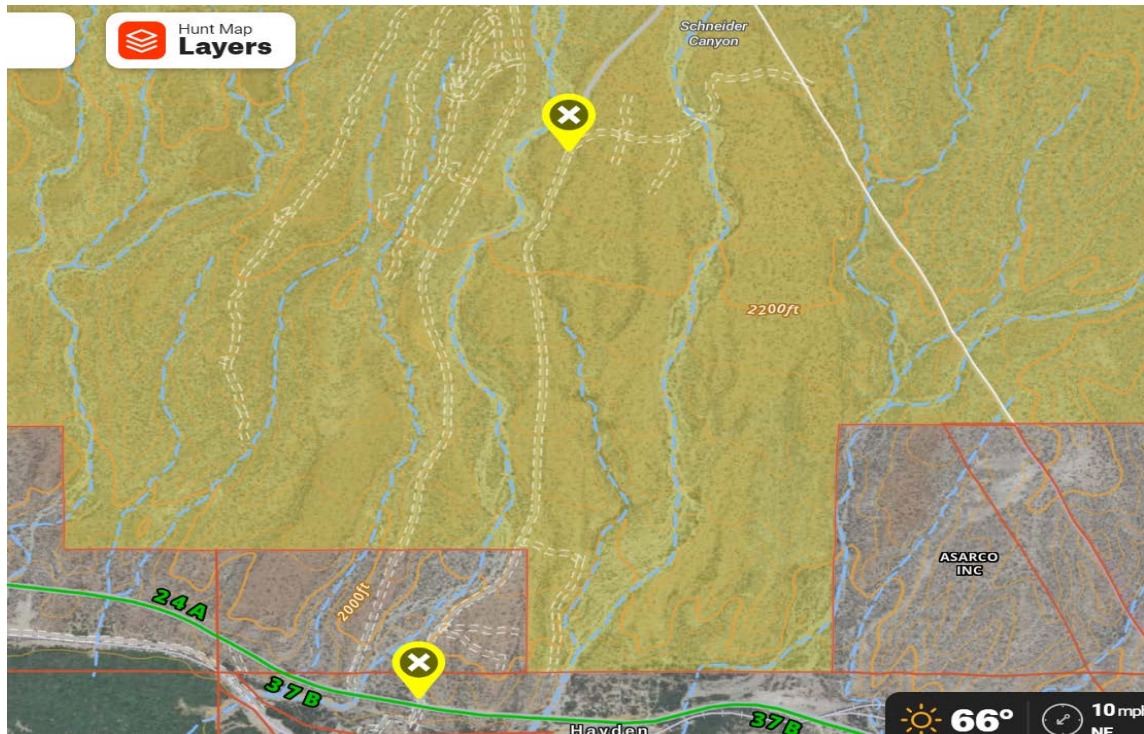 Hunt Map
Layers
Schneider
Canyon
2200ft
ASARCO
INC
2000ft
24A
37B
37B
Hayden
66°
10 mph
NE